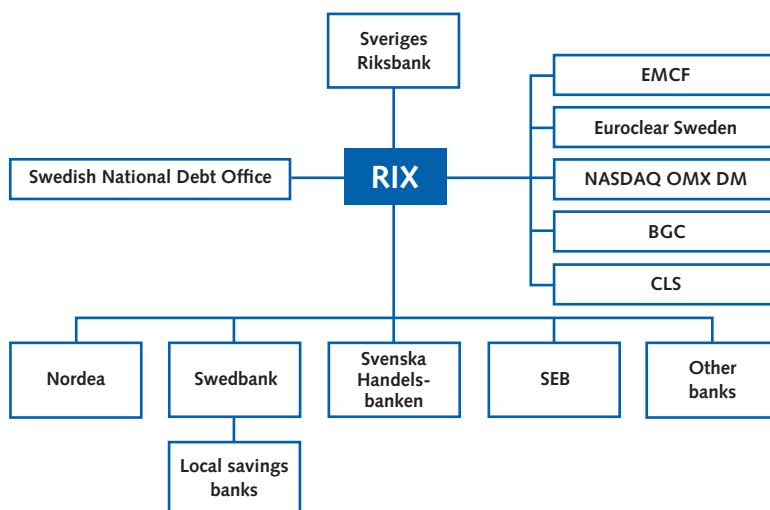 Sveriges
Riksbank
EMCF
Euroclear Sweden
Swedish National Debt Office
RIX
NASDAQ OMX DM
BGC
CLS
Nordea
Swedbank
Svenska
Handels-
banken
SEB
Other
banks
Local savings
banks